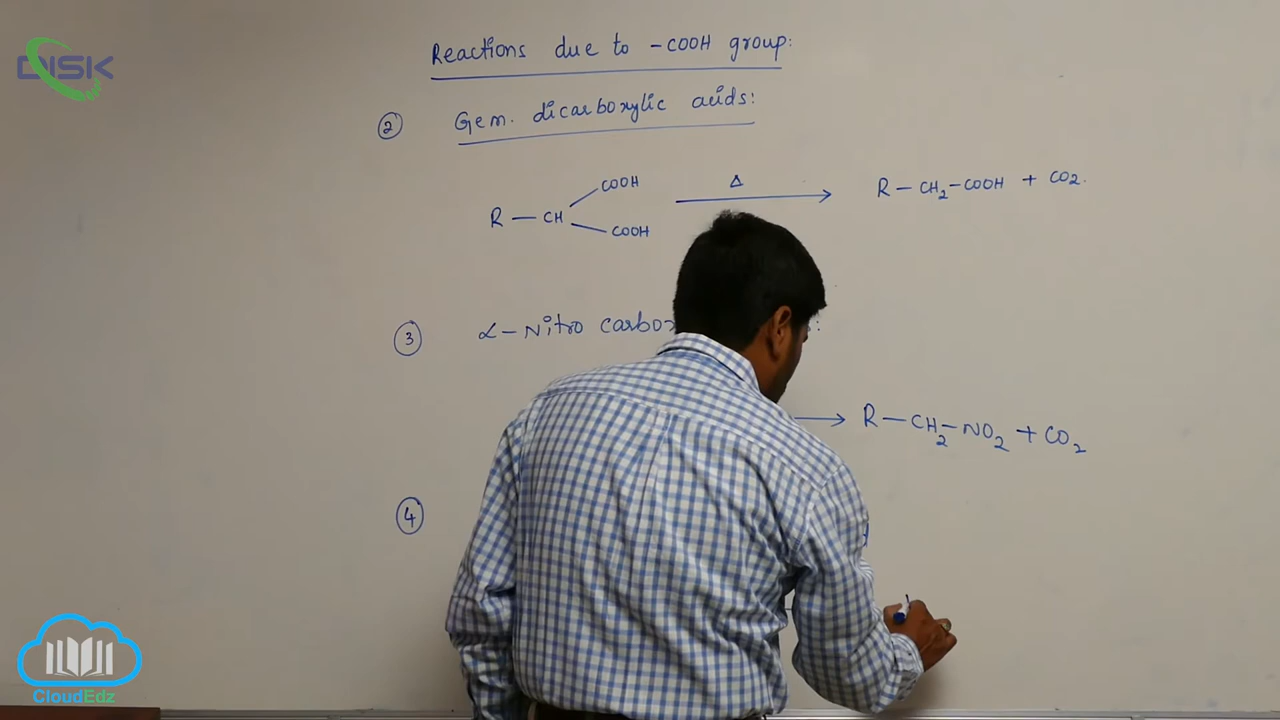 DISK
Reactions due to -COOH group:
② Gem. dicarboxylic acids:
COOH
R — CH
COOH
Δ
R — CH2 — COOH + CO2.
③ α-Nitro
R — CH2 — NO2 + CO2
④
CloudEdz